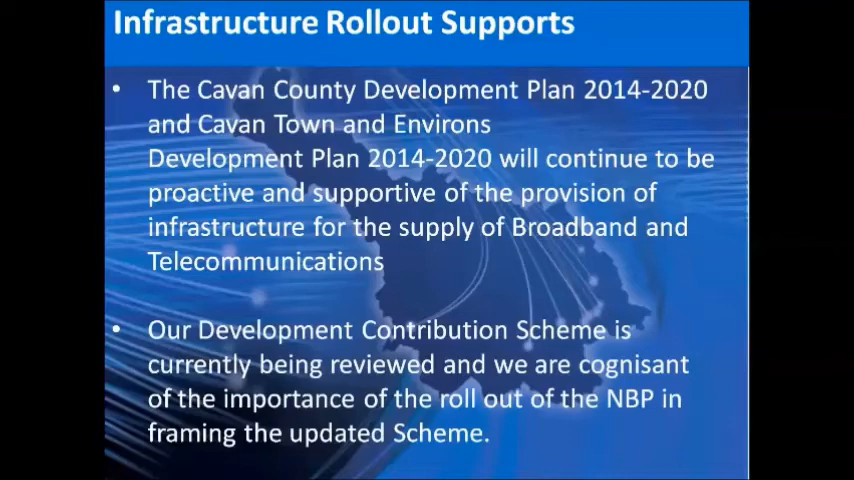 Infrastructure Rollout Supports
• The Cavan County Development Plan 2014-2020
and Cavan Town and Environs
Development Plan 2014-2020 will continue to be
proactive and supportive of the provision of
infrastructure for the supply of Broadband and
Telecommunications
• Our Development Contribution Scheme is
currently being reviewed and we are cognisant
of the importance of the roll out of the NBP in
framing the updated Scheme.